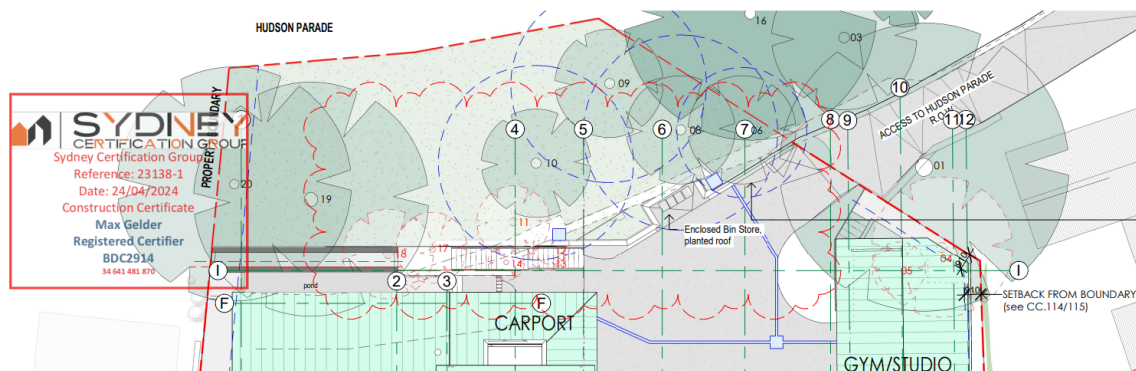 HUDSON PARADE
16
03
10
09
ACCESS TO HUDSON PARADE
R.O.W.
PROPERTY BOUNDARY
SYDNEY
CERTIFICATION GROUP
Sydney Certification Group
Reference: 23138-1
Date: 24/04/2024
Construction Certificate
Max Gelder
Registered Certifier
BDC2914
34 641 481 870
4
5
6
08
7
06
8
9
11
12
10
01
20
19
11
Enclosed Bin Store,
planted roof
18
17
14
12
13
04
05
I
2
3
I
pond
F
F
910
910
SETBACK FROM BOUNDARY
(see CC.114/115)
CARPORT
GYM/STUDIO